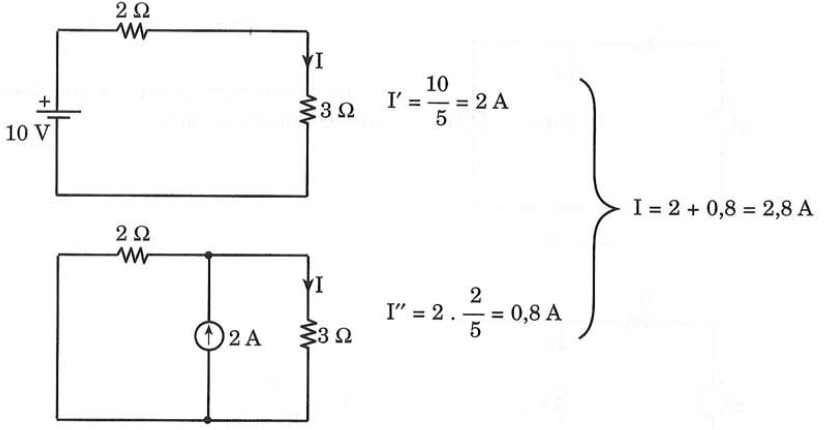 2 Ω
I
+
10 V
3 Ω
I′ = 10/5 = 2 A
I = 2 + 0,8 = 2,8 A
2 Ω
I
2 A
3 Ω
I″ = 2 . 2/5 = 0,8 A